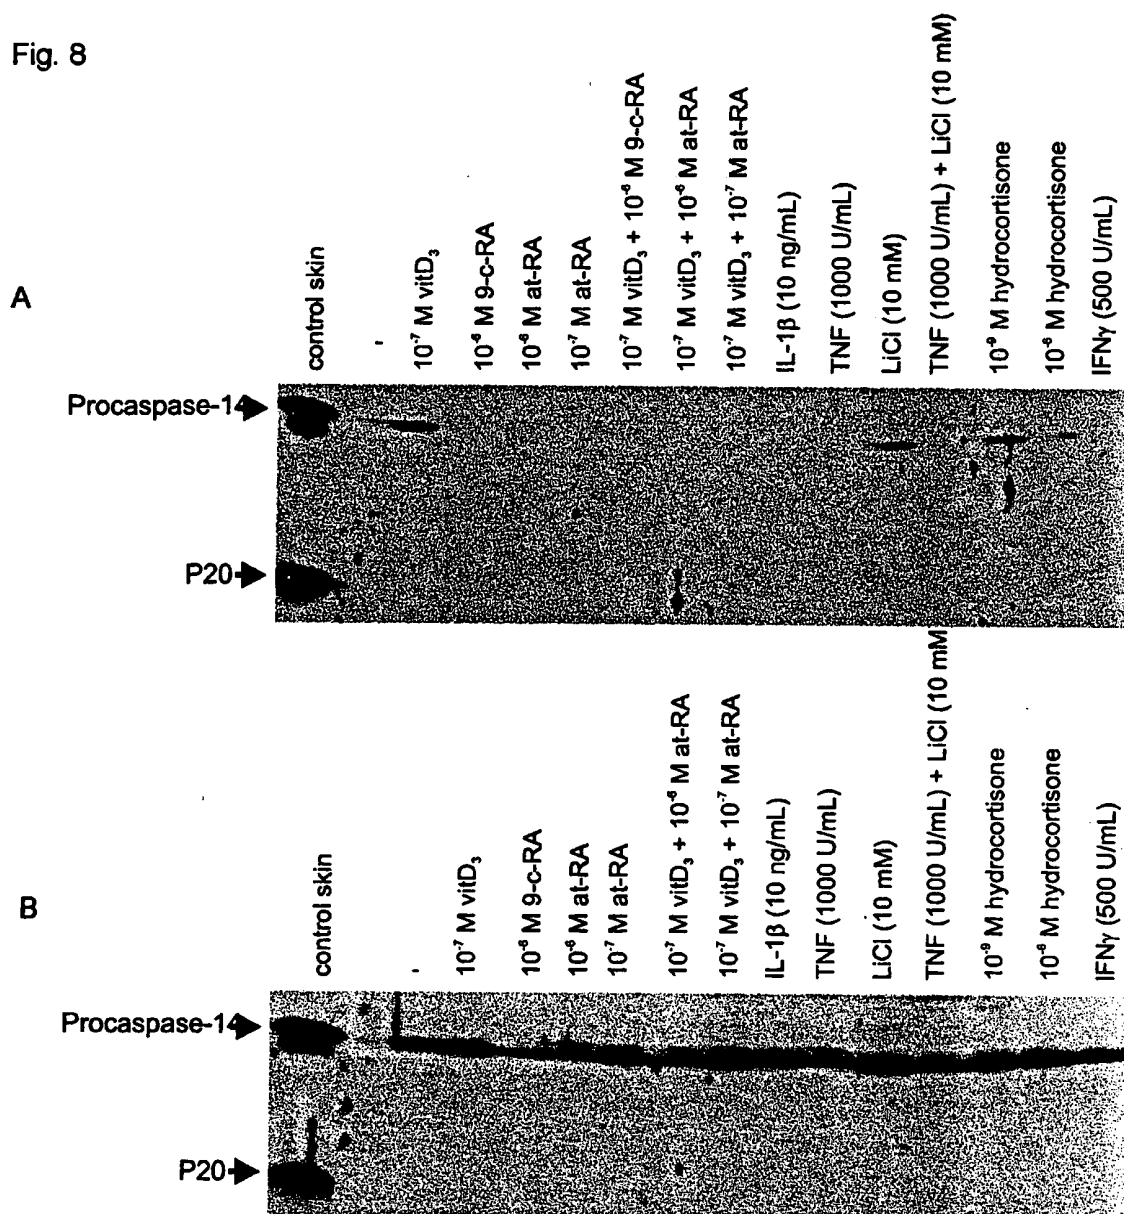 Fig. 8
A
control skin
-
10⁻⁷ M vitD₃
10⁻⁶ M 9-c-RA
10⁻⁶ M at-RA
10⁻⁷ M at-RA
10⁻⁷ M vitD₃ + 10⁻⁶ M 9-c-RA
10⁻⁷ M vitD₃ + 10⁻⁶ M at-RA
10⁻⁷ M vitD₃ + 10⁻⁷ M at-RA
IL-1β (10 ng/mL)
TNF (1000 U/mL)
LiCl (10 mM)
TNF (1000 U/mL) + LiCl (10 mM)
10⁻⁹ M hydrocortisone
10⁻⁶ M hydrocortisone
IFNγ (500 U/mL)
Procaspase-14
P20
B
control skin
-
10⁻⁷ M vitD₃
10⁻⁶ M 9-c-RA
10⁻⁶ M at-RA
10⁻⁷ M at-RA
10⁻⁷ M vitD₃ + 10⁻⁶ M at-RA
10⁻⁷ M vitD₃ + 10⁻⁷ M at-RA
IL-1β (10 ng/mL)
TNF (1000 U/mL)
LiCl (10 mM)
TNF (1000 U/mL) + LiCl (10 mM
10⁻⁹ M hydrocortisone
10⁻⁶ M hydrocortisone
IFNγ (500 U/mL)
Procaspase-14
P20